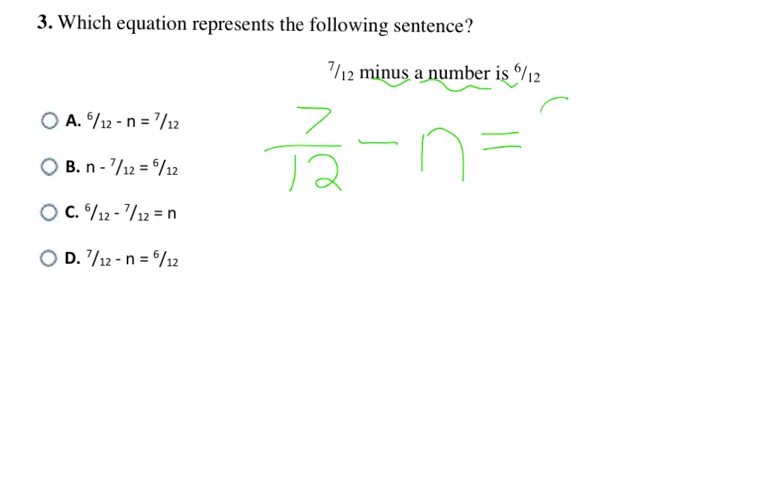 3. Which equation represents the following sentence?
7/12 minus a number is 6/12
A. 6/12 - n = 7/12
B. n - 7/12 = 6/12
C. 6/12 - 7/12 = n
D. 7/12 - n = 6/12
7/12 - n =